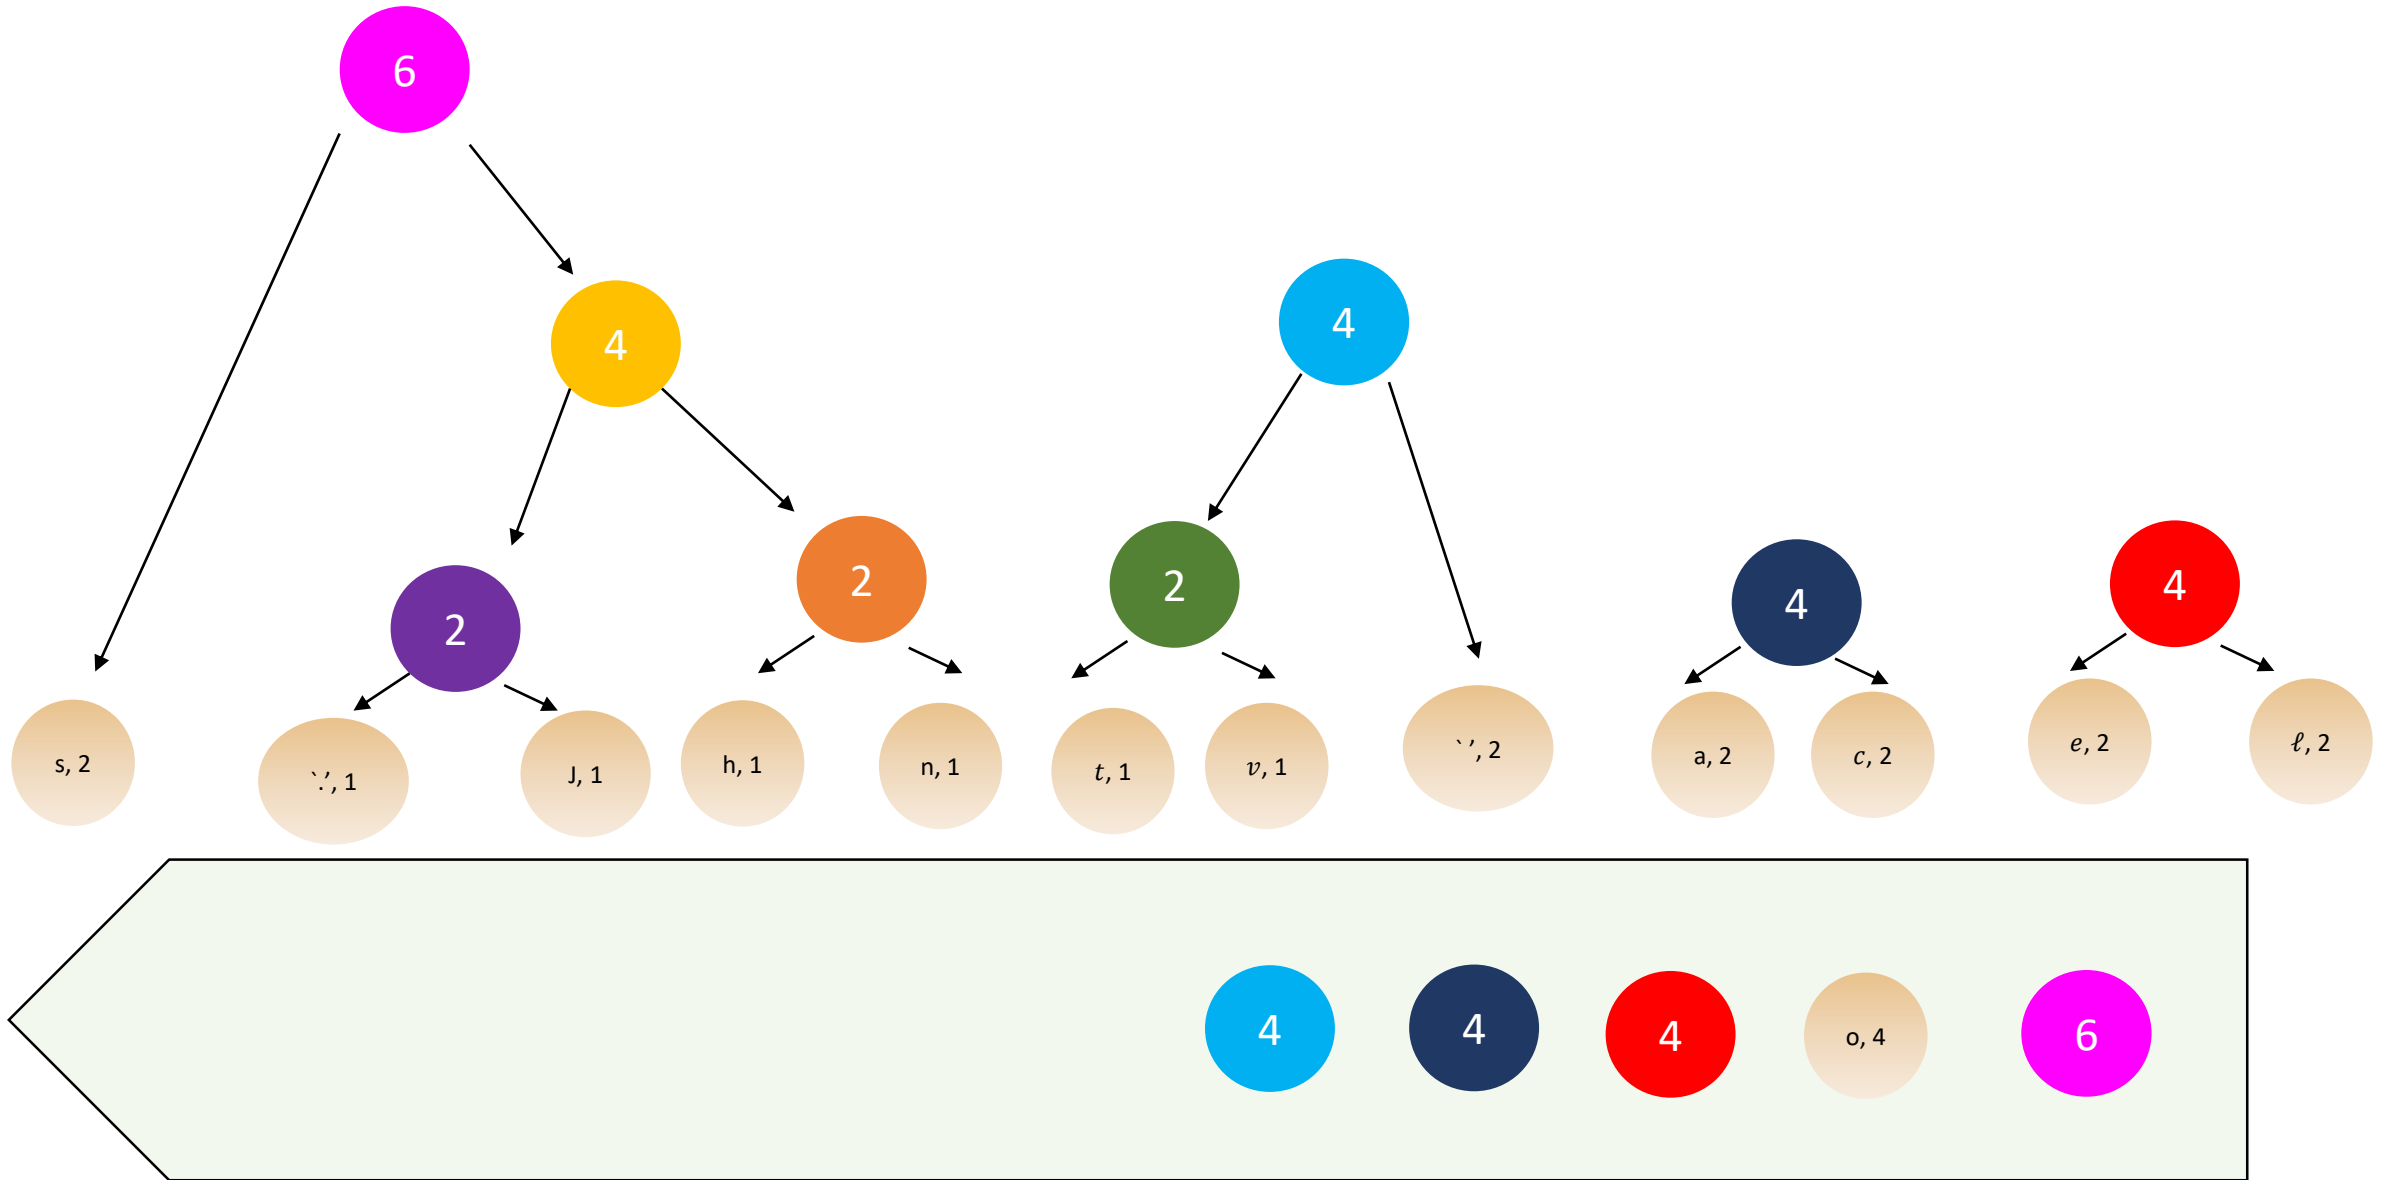 6
4
4
2
2
2
4
4
s, 2
`.’, 1
J, 1
h, 1
n, 1
t, 1
v, 1
` ’, 2
a, 2
c, 2
e, 2
ℓ, 2
4
4
4
o, 4
6